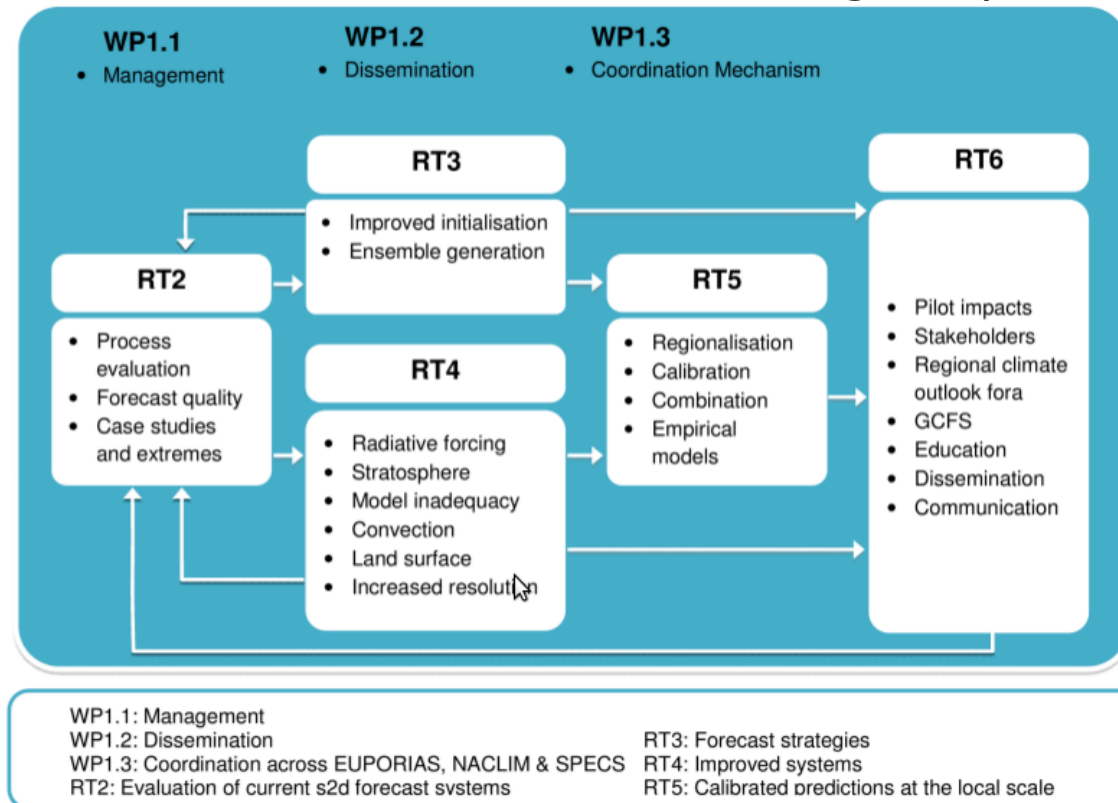 WP1.1
• Management
WP1.2
• Dissemination
WP1.3
• Coordination Mechanism
RT3
• Improved initialisation
• Ensemble generation
RT6
• Pilot impacts
• Stakeholders
• Regional climate
outlook fora
• GCFS
• Education
• Dissemination
• Communication
RT2
• Process
evaluation
• Forecast quality
• Case studies
and extremes
RT5
• Regionalisation
• Calibration
• Combination
• Empirical
models
RT4
• Radiative forcing
• Stratosphere
• Model inadequacy
• Convection
• Land surface
• Increased resolution
WP1.1: Management
WP1.2: Dissemination
WP1.3: Coordination across EUPORIAS, NACLIM & SPECS
RT2: Evaluation of current s2d forecast systems
RT3: Forecast strategies
RT4: Improved systems
RT5: Calibrated predictions at the local scale